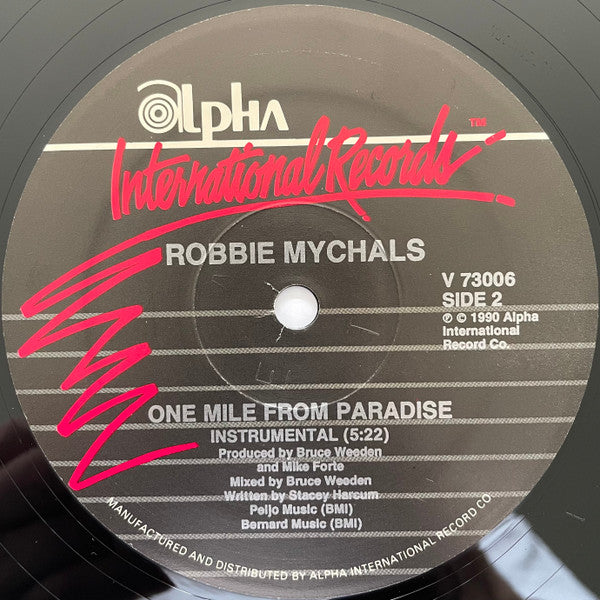 alpha
International Records™
ROBBIE MYCHALS
V 73006
SIDE 2
℗ © 1990 Alpha
International
Record Co.
ONE MILE FROM PARADISE
INSTRUMENTAL (5:22)
Produced by Bruce Weeden
and Mike Forte
Mixed by Bruce Weeden
Written by Stacey Harcum
Peljo Music (BMI)
Bernard Music (BMI)
MANUFACTURED AND DISTRIBUTED BY ALPHA INTERNATIONAL RECORD CO.